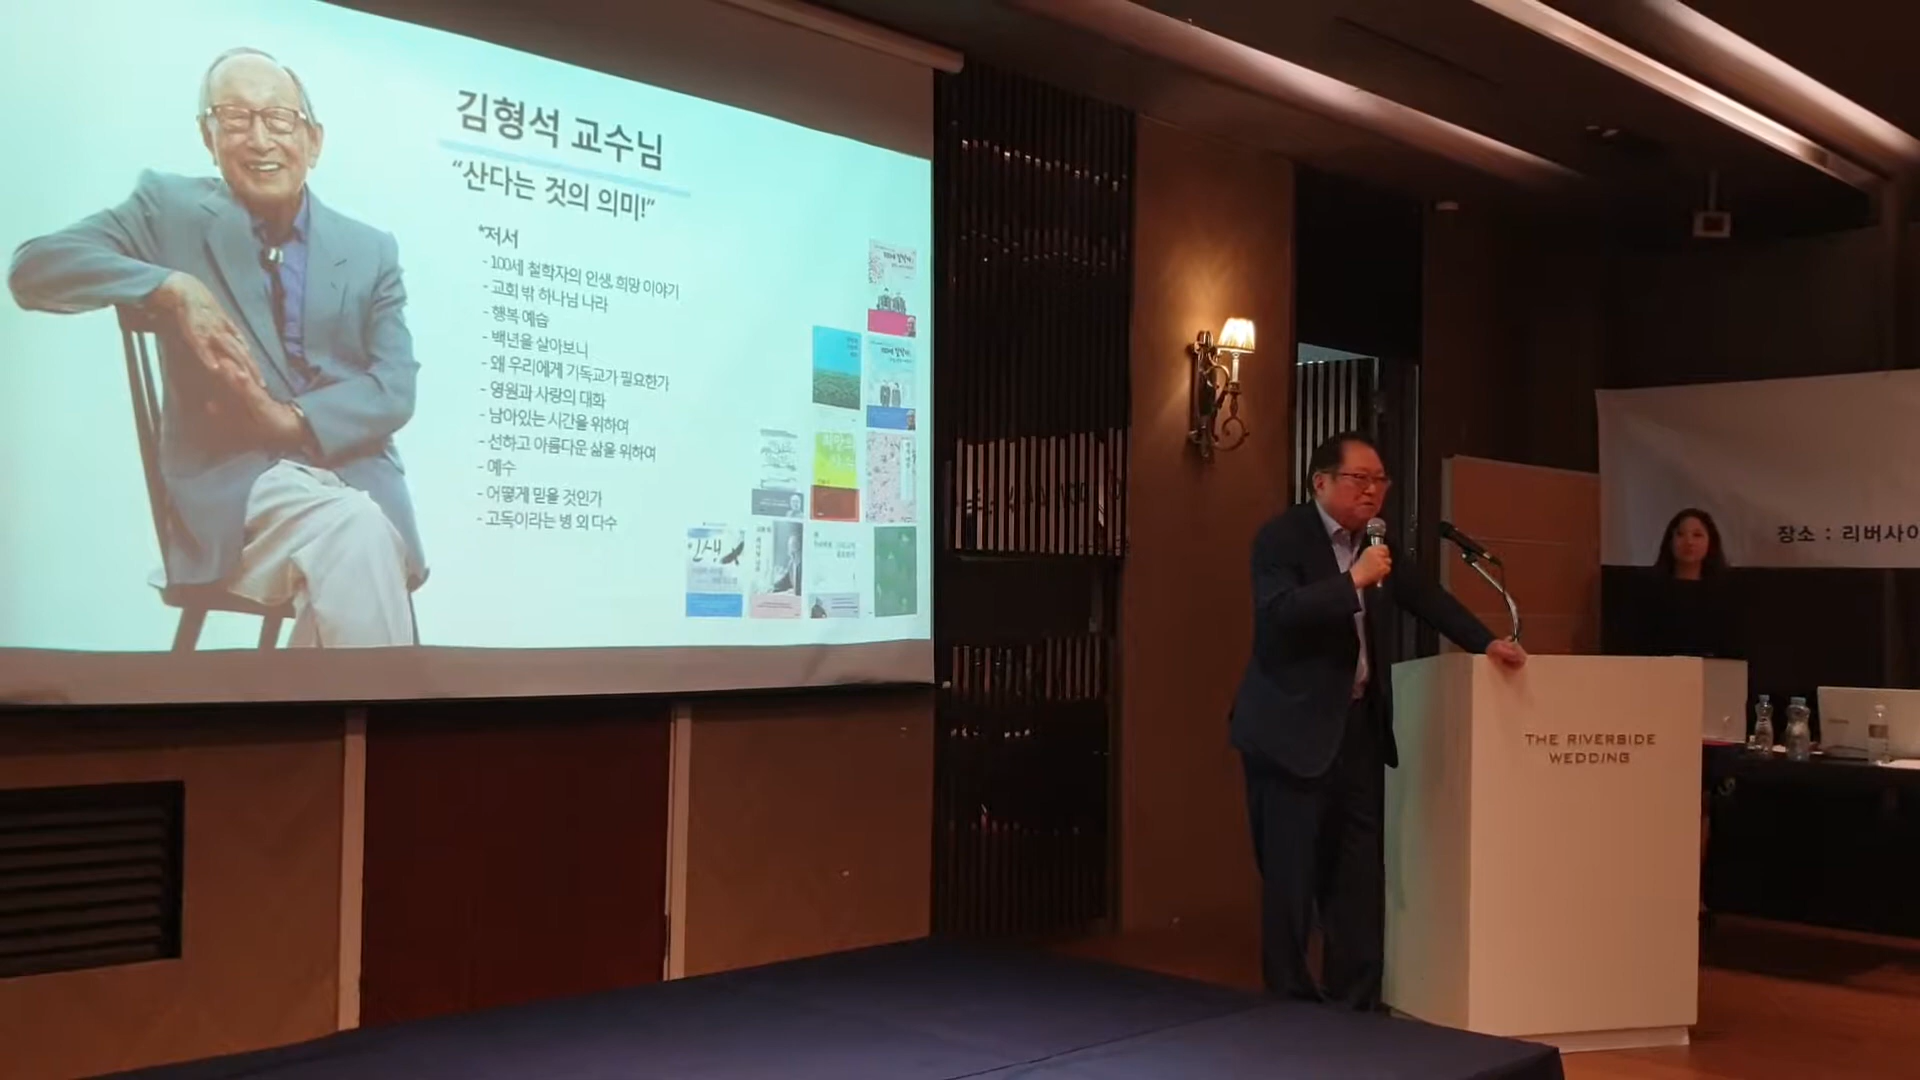 김형석 교수님
“산다는 것의 의미!”
*저서
- 100세 철학자의 인생, 희망 이야기
- 교회 밖 하나님 나라
- 행복 예습
- 백년을 살아보니
- 왜 우리에게 기독교가 필요한가
- 영원과 사랑의 대화
- 남아있는 시간을 위하여
- 선하고 아름다운 삶을 위하여
- 예수
- 어떻게 믿을 것인가
- 고독이라는 병 외 다수
인생
장소 : 리버사이
THE RIVERSIDE
WEDDING